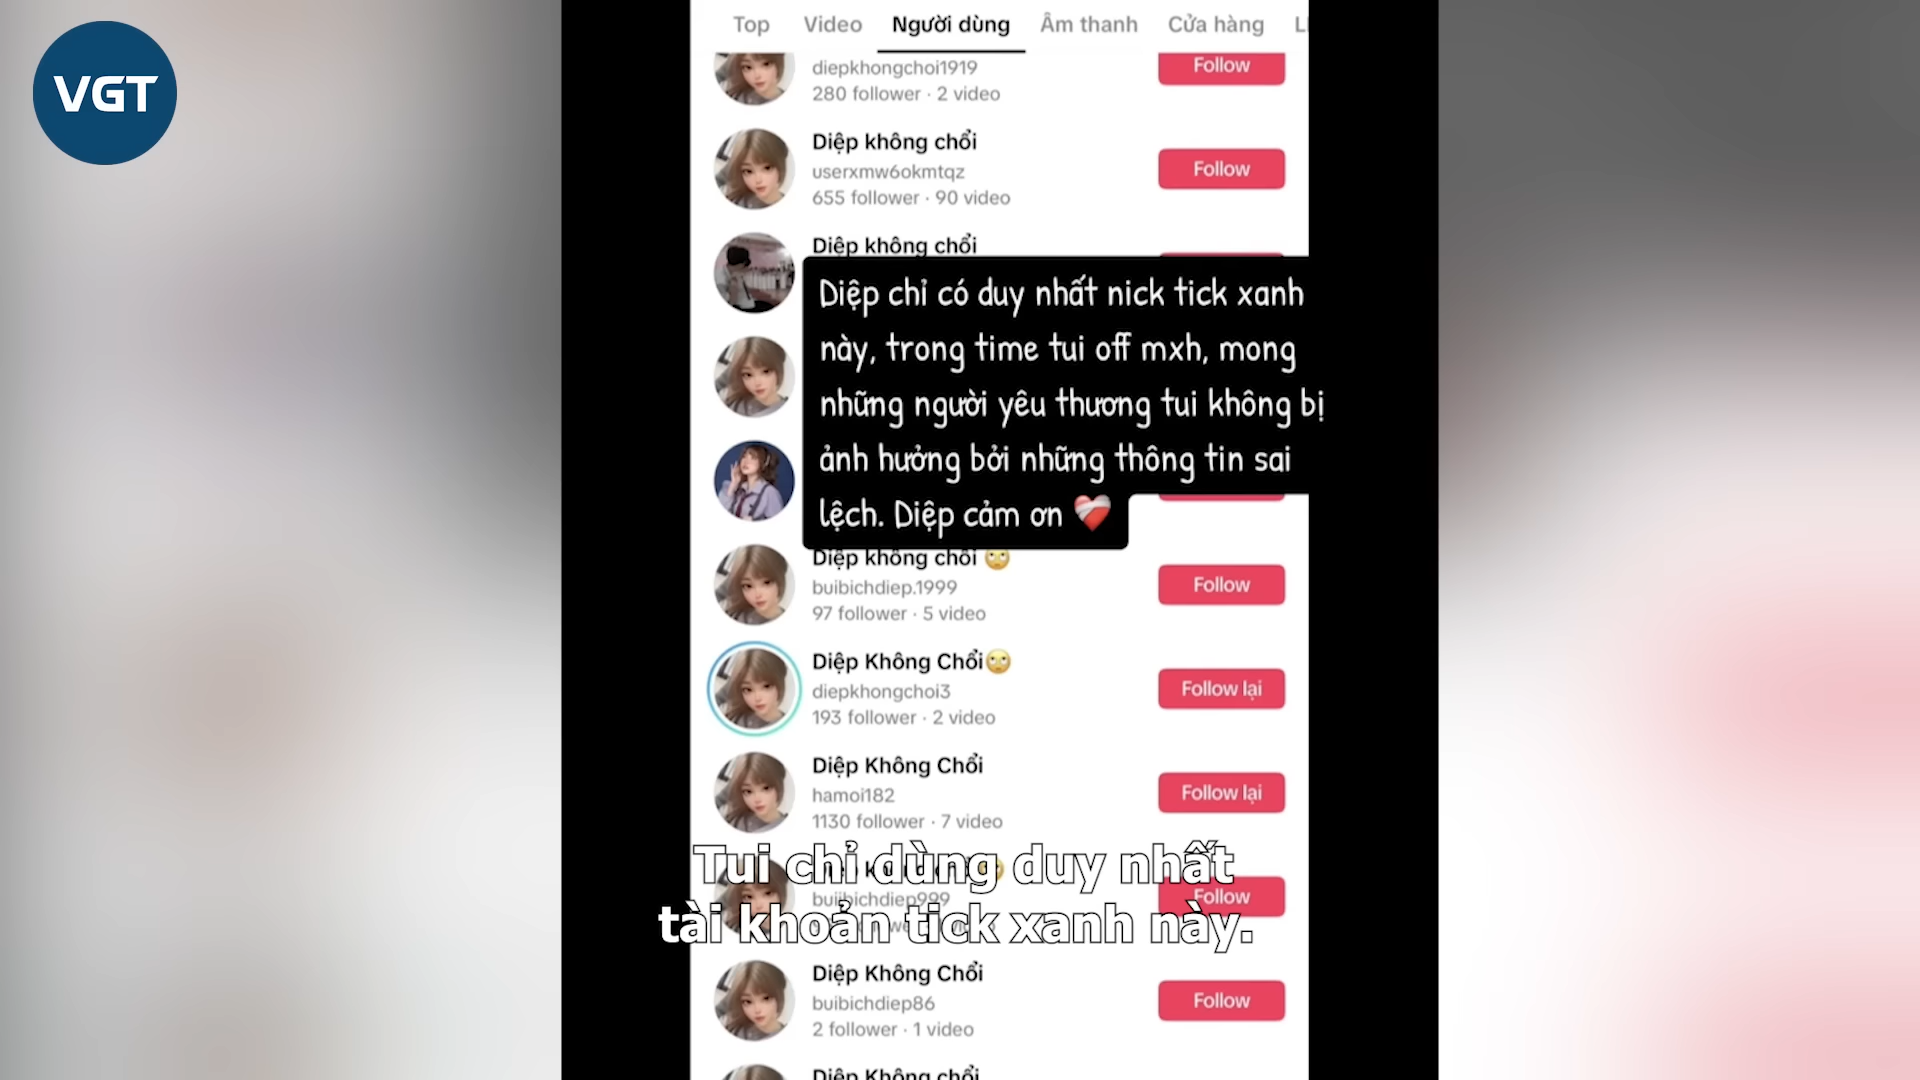 VGT
Top Video Người dùng Âm thanh Cửa hàng
diepkhongchoi1919
280 follower · 2 video
Follow
Diệp không chổi
userxmw6okmtqz
655 follower · 90 video
Follow
Diệp không chổi
Diệp chỉ có duy nhất nick tick xanh
này, trong time tui off mxh, mong
những người yêu thương tui không bị
ảnh hưởng bởi những thông tin sai
lệch. Diệp cảm ơn ❤️‍🩹
Diệp không chổi 🙄
buibichdiep.1999
97 follower · 5 video
Follow
Diệp Không Chổi🙄
diepkhongchoi3
193 follower · 2 video
Follow lại
Diệp Không Chổi
hamoi182
1130 follower · 7 video
Follow lại
Tui chỉ dùng duy nhất
tài khoản tick xanh này.
buiibichdiep999
Follow
Diệp Không Chổi
buibichdiep86
2 follower · 1 video
Follow
Diệp Không chổi